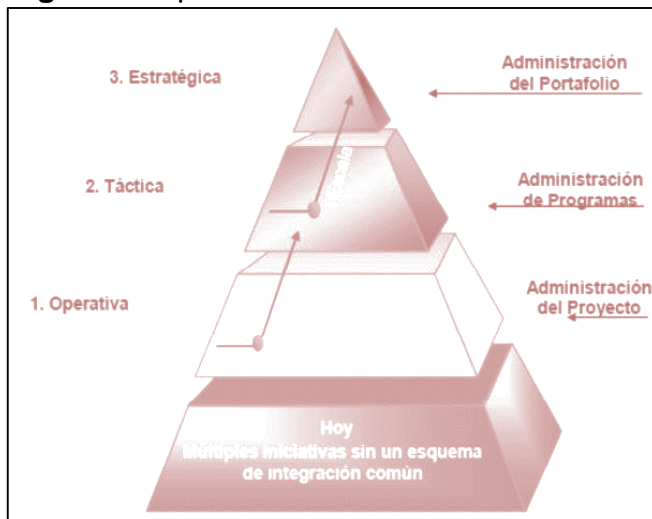 3. Estratégica
Administración
del Portafolio
2. Táctica
Administración
de Programas
1. Operativa
Administración
del Proyecto
Hoy
Múltiples iniciativas sin un esquema
de integración común